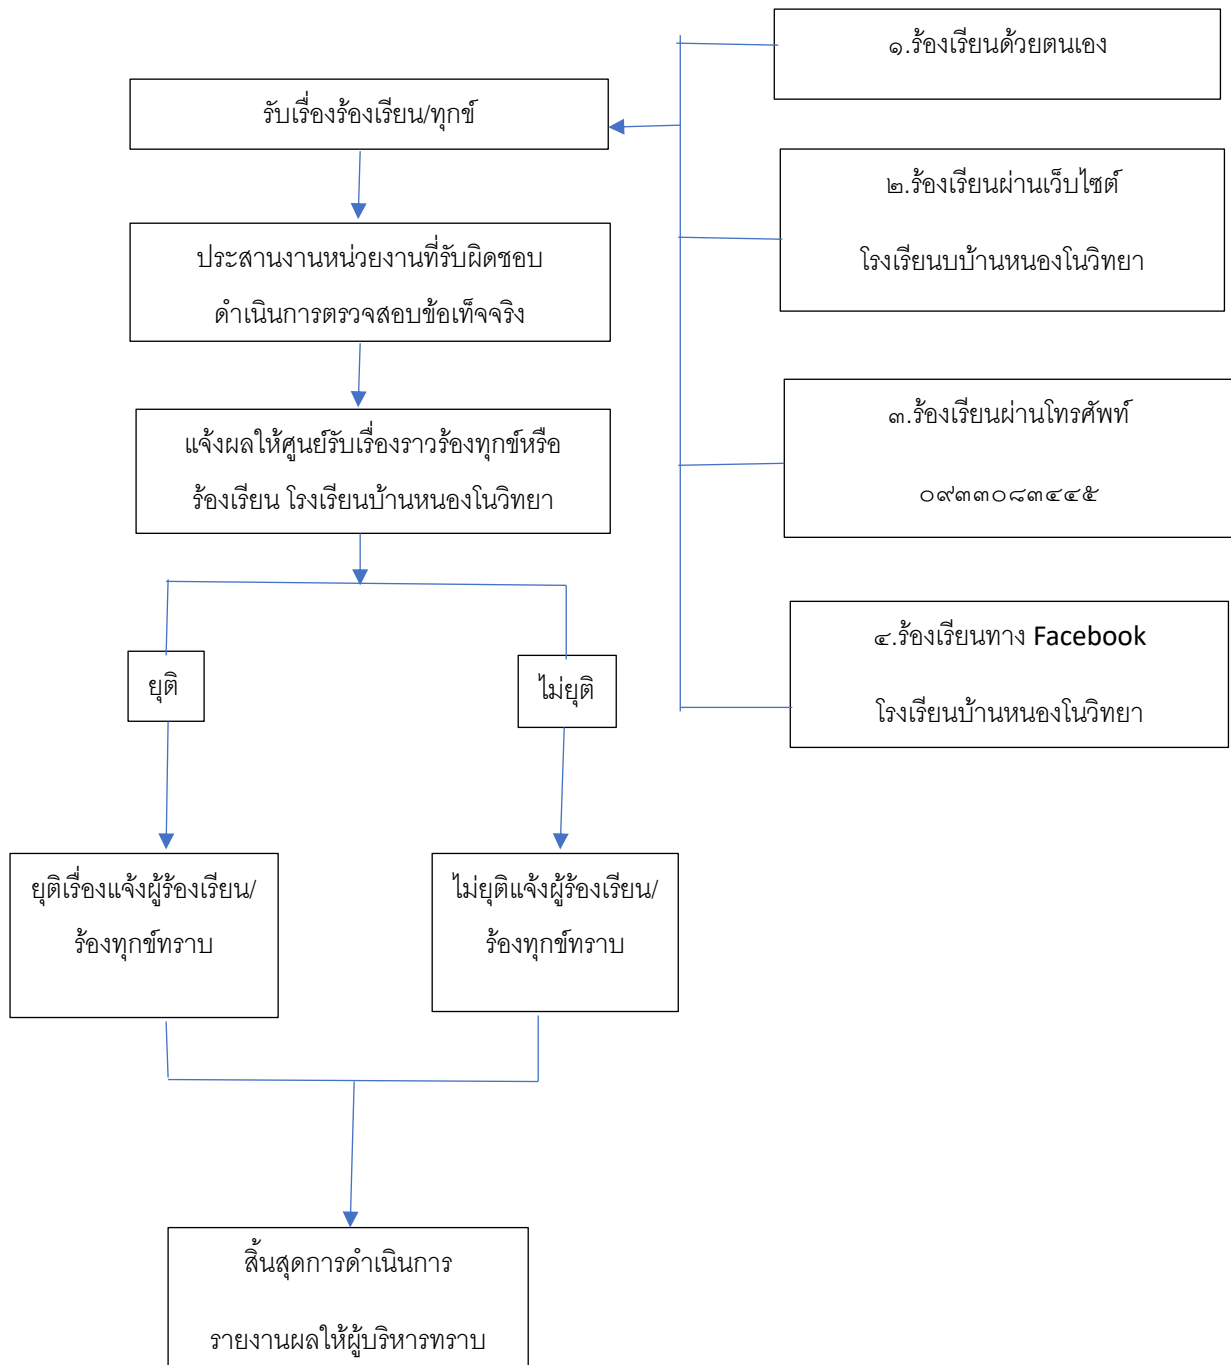 ๑.ร้องเรียนด้วยตนเอง
รับเรื่องร้องเรียน/ทุกข์
๒.ร้องเรียนผ่านเว็บไซต์
โรงเรียนบบ้านหนองโนวิทยา
ประสานงานหน่วยงานที่รับผิดชอบ
ดำเนินการตรวจสอบข้อเท็จจริง
๓.ร้องเรียนผ่านโทรศัพท์
๐๙๓๓๐๘๓๔๔๕
แจ้งผลให้ศูนย์รับเรื่องราวร้องทุกข์หรือ
ร้องเรียน โรงเรียนบ้านหนองโนวิทยา
๔.ร้องเรียนทาง Facebook
โรงเรียนบ้านหนองโนวิทยา
ยุติ
ไม่ยุติ
ยุติเรื่องแจ้งผู้ร้องเรียน/
ร้องทุกข์ทราบ
ไม่ยุติแจ้งผู้ร้องเรียน/
ร้องทุกข์ทราบ
สิ้นสุดการดำเนินการ
รายงานผลให้ผู้บริหารทราบ